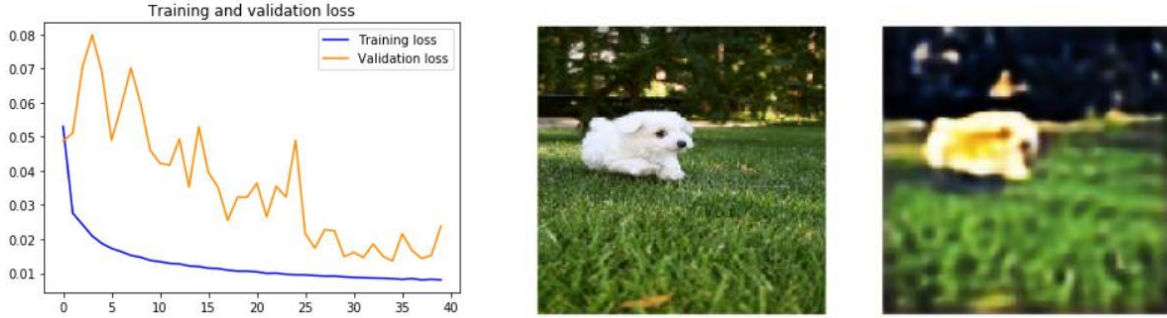 Training and validation loss
0.08
0.07
0.06
0.05
0.04
0.03
0.02
0.01
Training loss
Validation loss
0 5 10 15 20 25 30 35 40